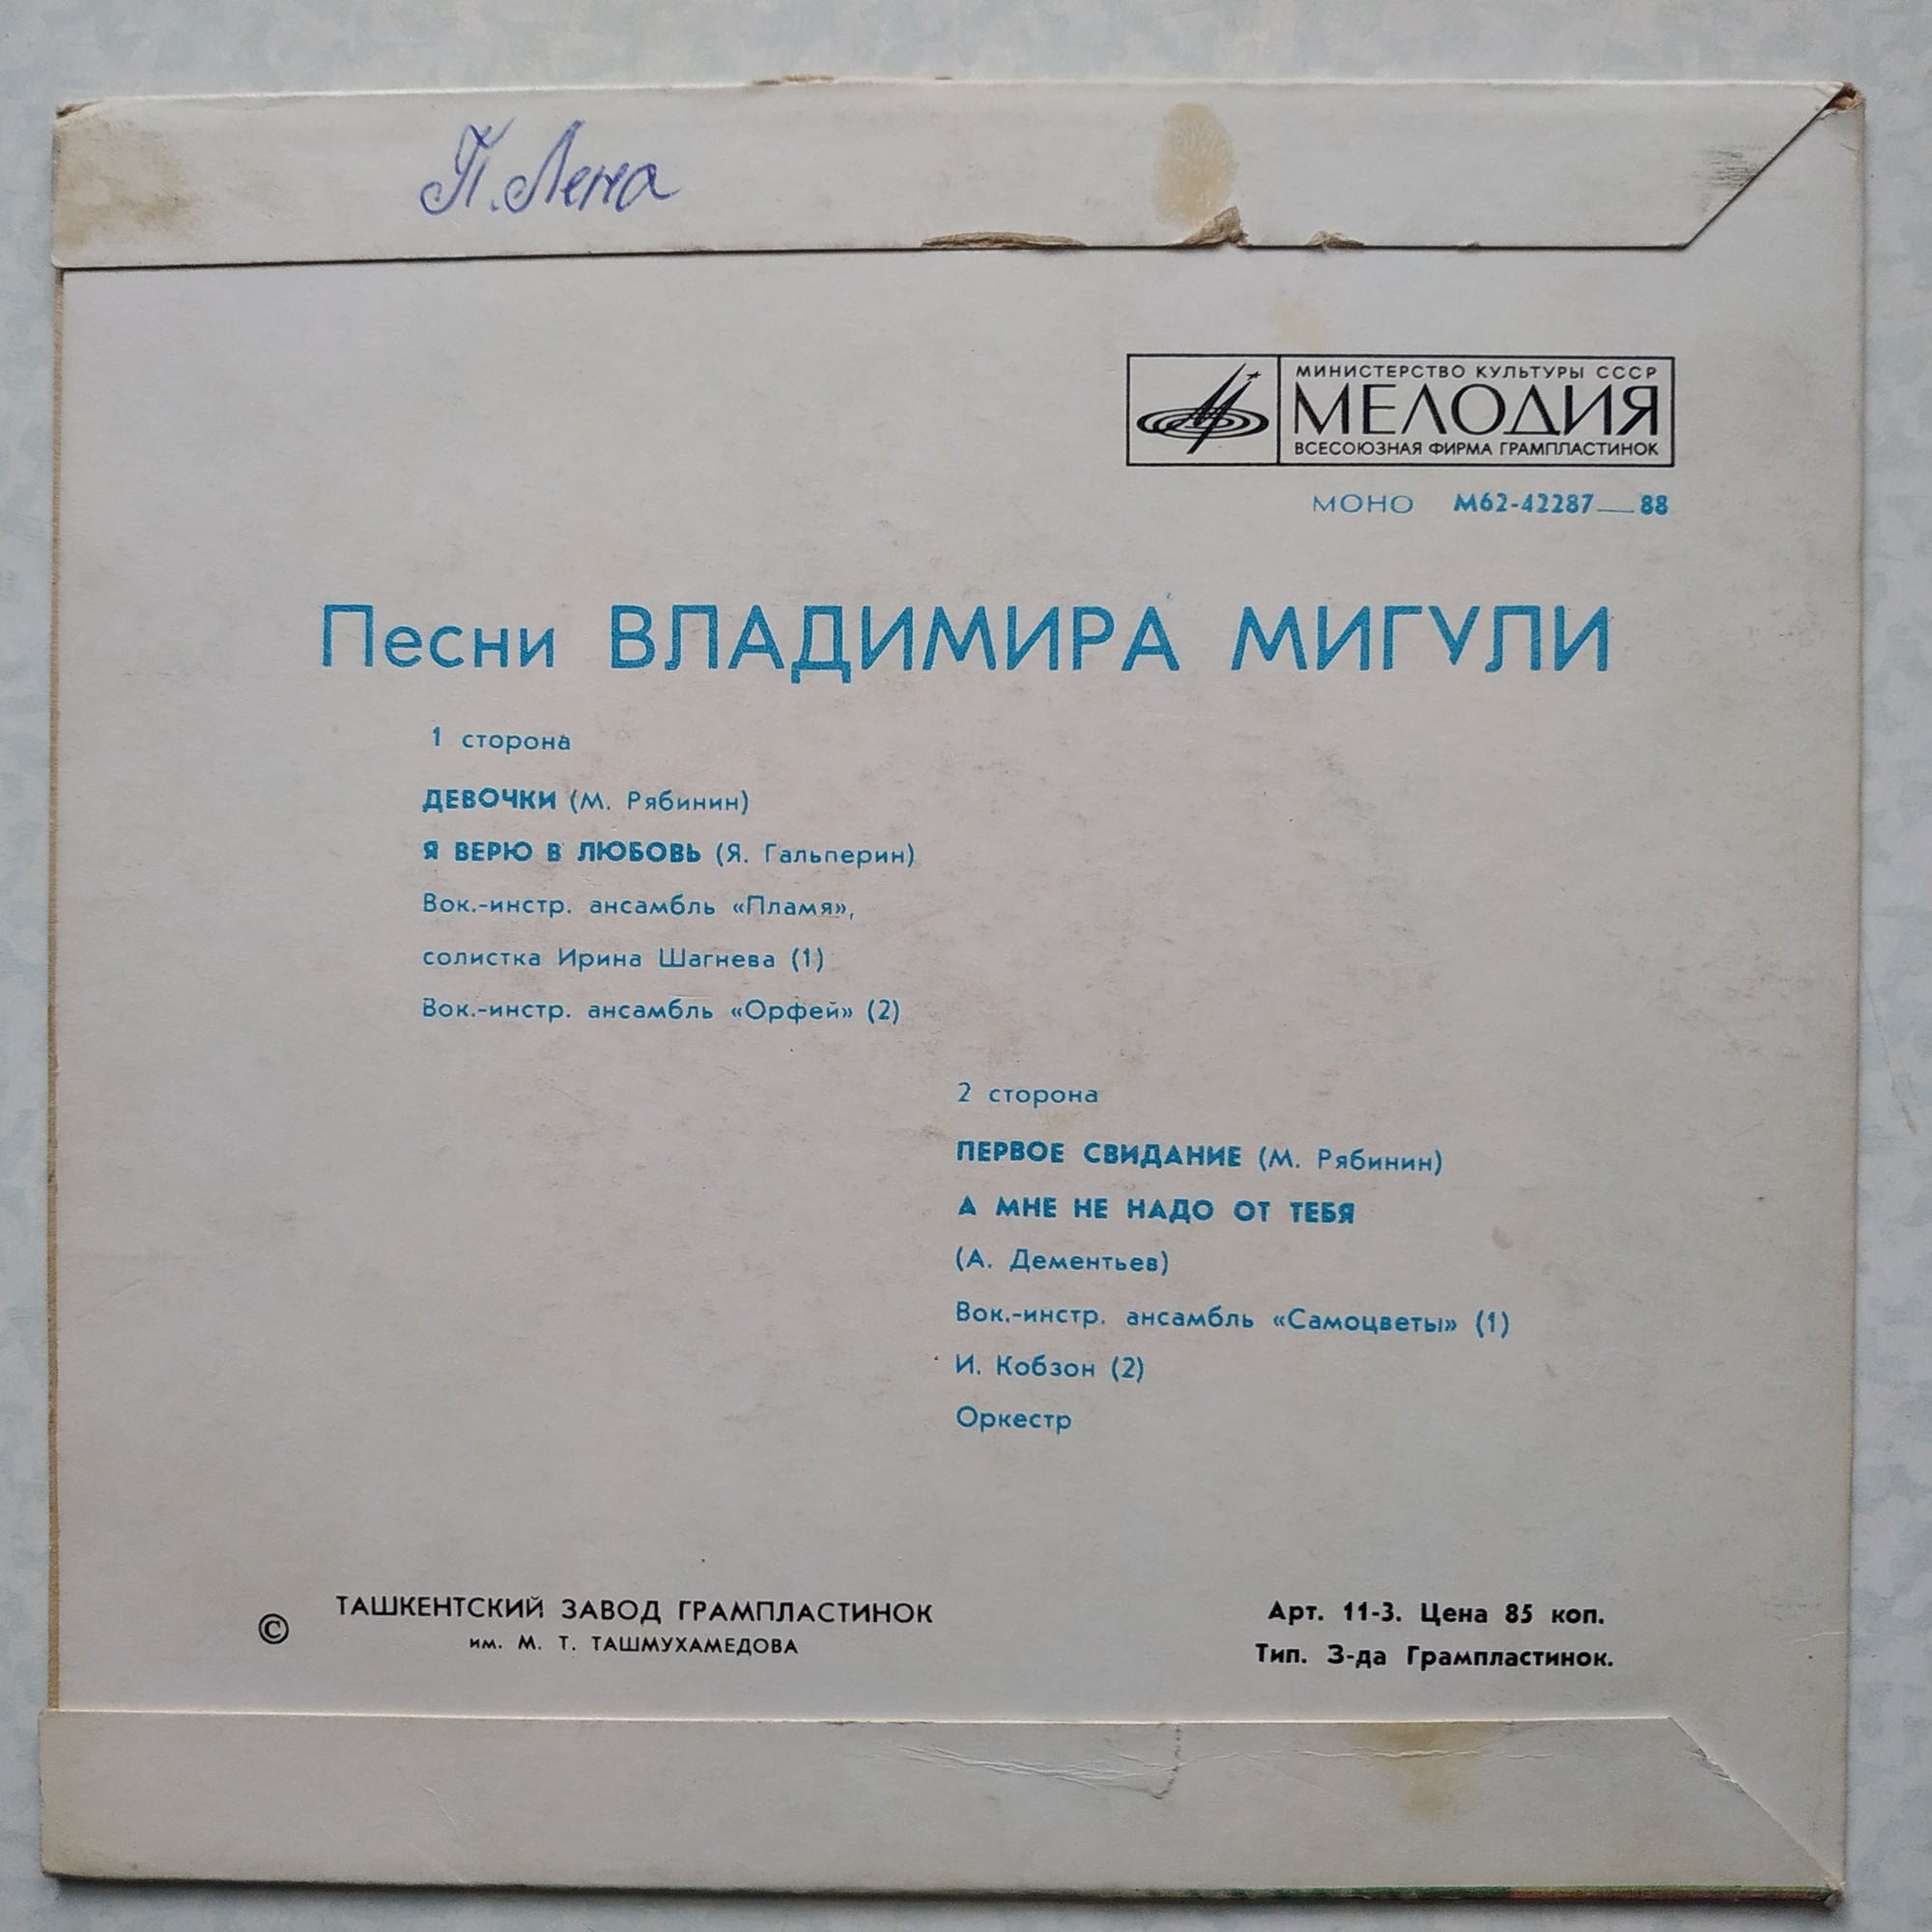 П. Лена
МИНИСТЕРСТВО КУЛЬТУРЫ СССР
МЕЛОДИЯ
ВСЕСОЮЗНАЯ ФИРМА ГРАМПЛАСТИНОК
МОНО М62-42287—88
Песни ВЛАДИМИРА МИГУЛИ
1 сторона
ДЕВОЧКИ (М. Рябинин)
Я ВЕРЮ В ЛЮБОВЬ (Я. Гальперин)
Вок.-инстр. ансамбль «Пламя»,
солистка Ирина Шагнева (1)
Вок.-инстр. ансамбль «Орфей» (2)
2 сторона
ПЕРВОЕ СВИДАНИЕ (М. Рябинин)
А МНЕ НЕ НАДО ОТ ТЕБЯ
(А. Дементьев)
Вок.-инстр. ансамбль «Самоцветы» (1)
И. Кобзон (2)
Оркестр
© ТАШКЕНТСКИЙ ЗАВОД ГРАМПЛАСТИНОК
им. М. Т. ТАШМУХАМЕДОВА
Арт. 11-3. Цена 85 коп.
Тип. З-да Грампластинок.